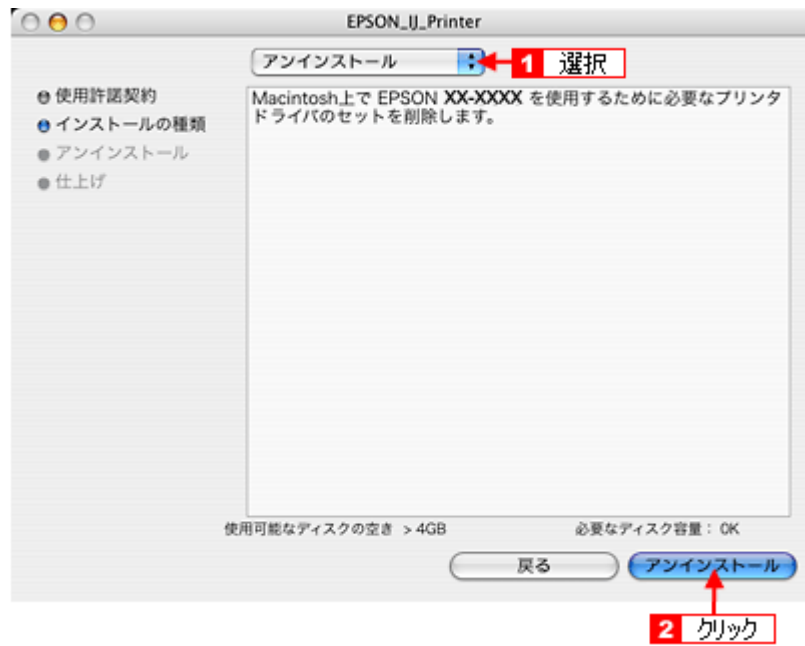 EPSON_IJ_Printer
アンインストール
1 選択
使用許諾契約
インストールの種類
アンインストール
仕上げ
Macintosh上で EPSON XX-XXXX を使用するために必要なプリンタ
ドライバのセットを削除します。
使用可能なディスクの空き > 4GB
必要なディスク容量： 0K
戻る
アンインストール
2 クリック